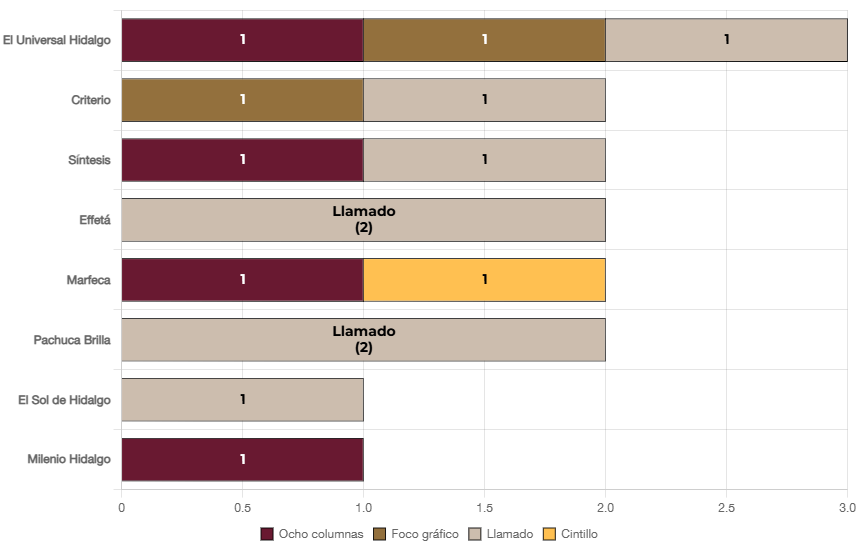 El Universal Hidalgo 1 1 1
Criterio 1 1
Síntesis 1 1
Effetá Llamado
(2)
Marfeca 1 1
Pachuca Brilla Llamado
(2)
El Sol de Hidalgo 1
Milenio Hidalgo 1
0 0.5 1.0 1.5 2.0 2.5 3.0
Ocho columnas Foco gráfico Llamado Cintillo